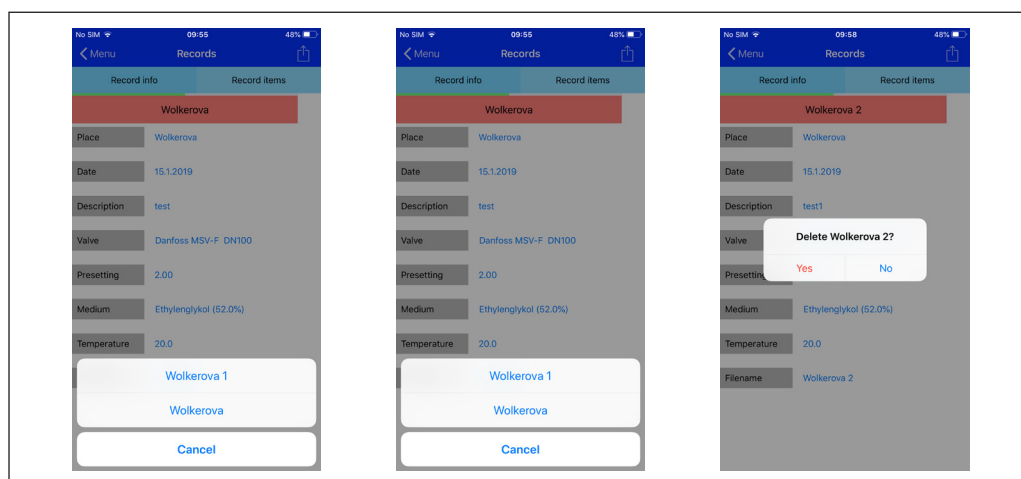 No SIM 09:55 48%
Menu Records
Record info Record items
Wolkerova
Place Wolkerova
Date 15.1.2019
Description test
Valve Danfoss MSV-F DN100
Presetting 2.00
Medium Ethylenglykol (52.0%)
Temperature 20.0
Wolkerova 1
Wolkerova
Cancel
No SIM 09:55 48%
Menu Records
Record info Record items
Wolkerova
Place Wolkerova
Date 15.1.2019
Description test
Valve Danfoss MSV-F DN100
Presetting 2.00
Medium Ethylenglykol (52.0%)
Temperature 20.0
Wolkerova 1
Wolkerova
Cancel
No SIM 09:58 48%
Menu Records
Record info Record items
Wolkerova 2
Place Wolkerova
Date 15.1.2019
Description test1
Valve
Delete Wolkerova 2?
Presetting
Yes No
Medium Ethylenglykol (52.0%)
Temperature 20.0
Filename Wolkerova 2